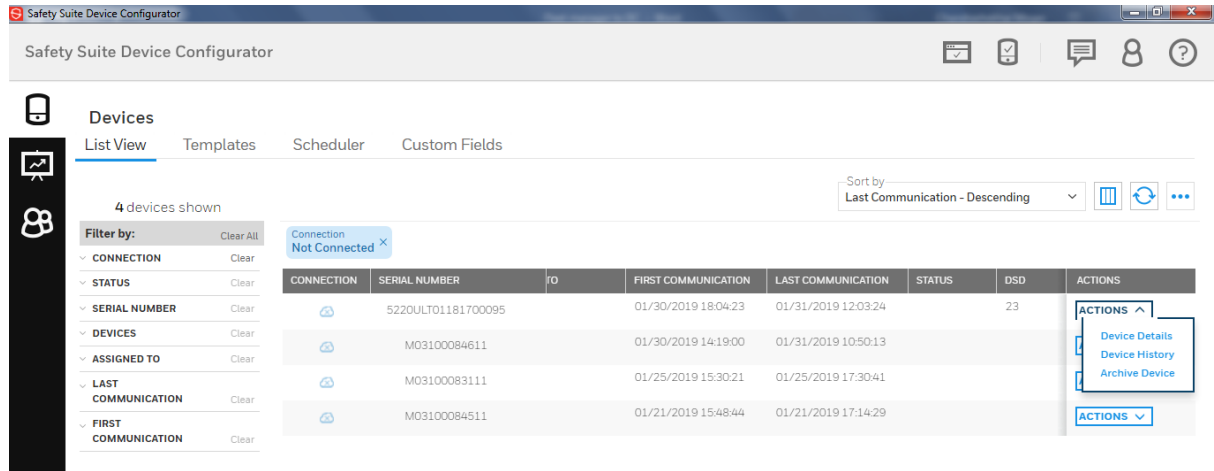 Safety Suite Device Configurator
Safety Suite Device Configurator
Devices
List View Templates Scheduler Custom Fields
Sort by
Last Communication - Descending
4 devices shown
Filter by: Clear All
CONNECTION Clear
STATUS Clear
SERIAL NUMBER Clear
DEVICES Clear
ASSIGNED TO Clear
LAST
COMMUNICATION Clear
FIRST
COMMUNICATION Clear
Connection
Not Connected
CONNECTION SERIAL NUMBER TO FIRST COMMUNICATION LAST COMMUNICATION STATUS DSD ACTIONS
5220ULT01181700095 01/30/2019 18:04:23 01/31/2019 12:03:24 23 ACTIONS
Device Details
Device History
Archive Device
M03100084611 01/30/2019 14:19:00 01/31/2019 10:50:13
M03100083111 01/25/2019 15:30:21 01/25/2019 17:30:41
M03100084511 01/21/2019 15:48:44 01/21/2019 17:14:29 ACTIONS